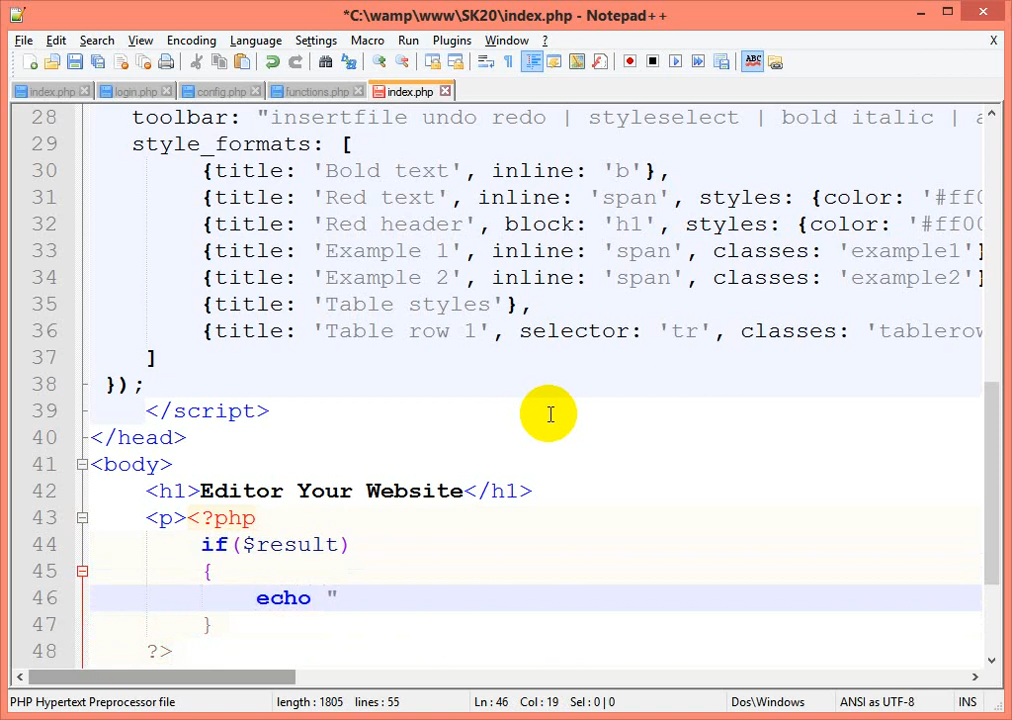 *C:\wamp\www\SK20\index.php - Notepad++
File Edit Search View Encoding Language Settings Macro Run Plugins Window ? X
index.php login.php config.php functions.php index.php
28 toolbar: "insertfile undo redo | styleselect | bold italic | a
29 style_formats: [
30 {title: 'Bold text', inline: 'b'},
31 {title: 'Red text', inline: 'span', styles: {color: '#ff0
32 {title: 'Red header', block: 'h1', styles: {color: '#ff00
33 {title: 'Example 1', inline: 'span', classes: 'example1'}
34 {title: 'Example 2', inline: 'span', classes: 'example2'}
35 {title: 'Table styles'},
36 {title: 'Table row 1', selector: 'tr', classes: 'tablerow
37 ]
38 });
39 </script>
40 </head>
41 <body>
42 <h1>Editor Your Website</h1>
43 <p><?php
44 if($result)
45 {
46 echo "
47 }
48 ?>
PHP Hypertext Preprocessor file length : 1805 lines : 55 Ln : 46 Col : 19 Sel : 0 | 0 Dos\Windows ANSI as UTF-8 INS